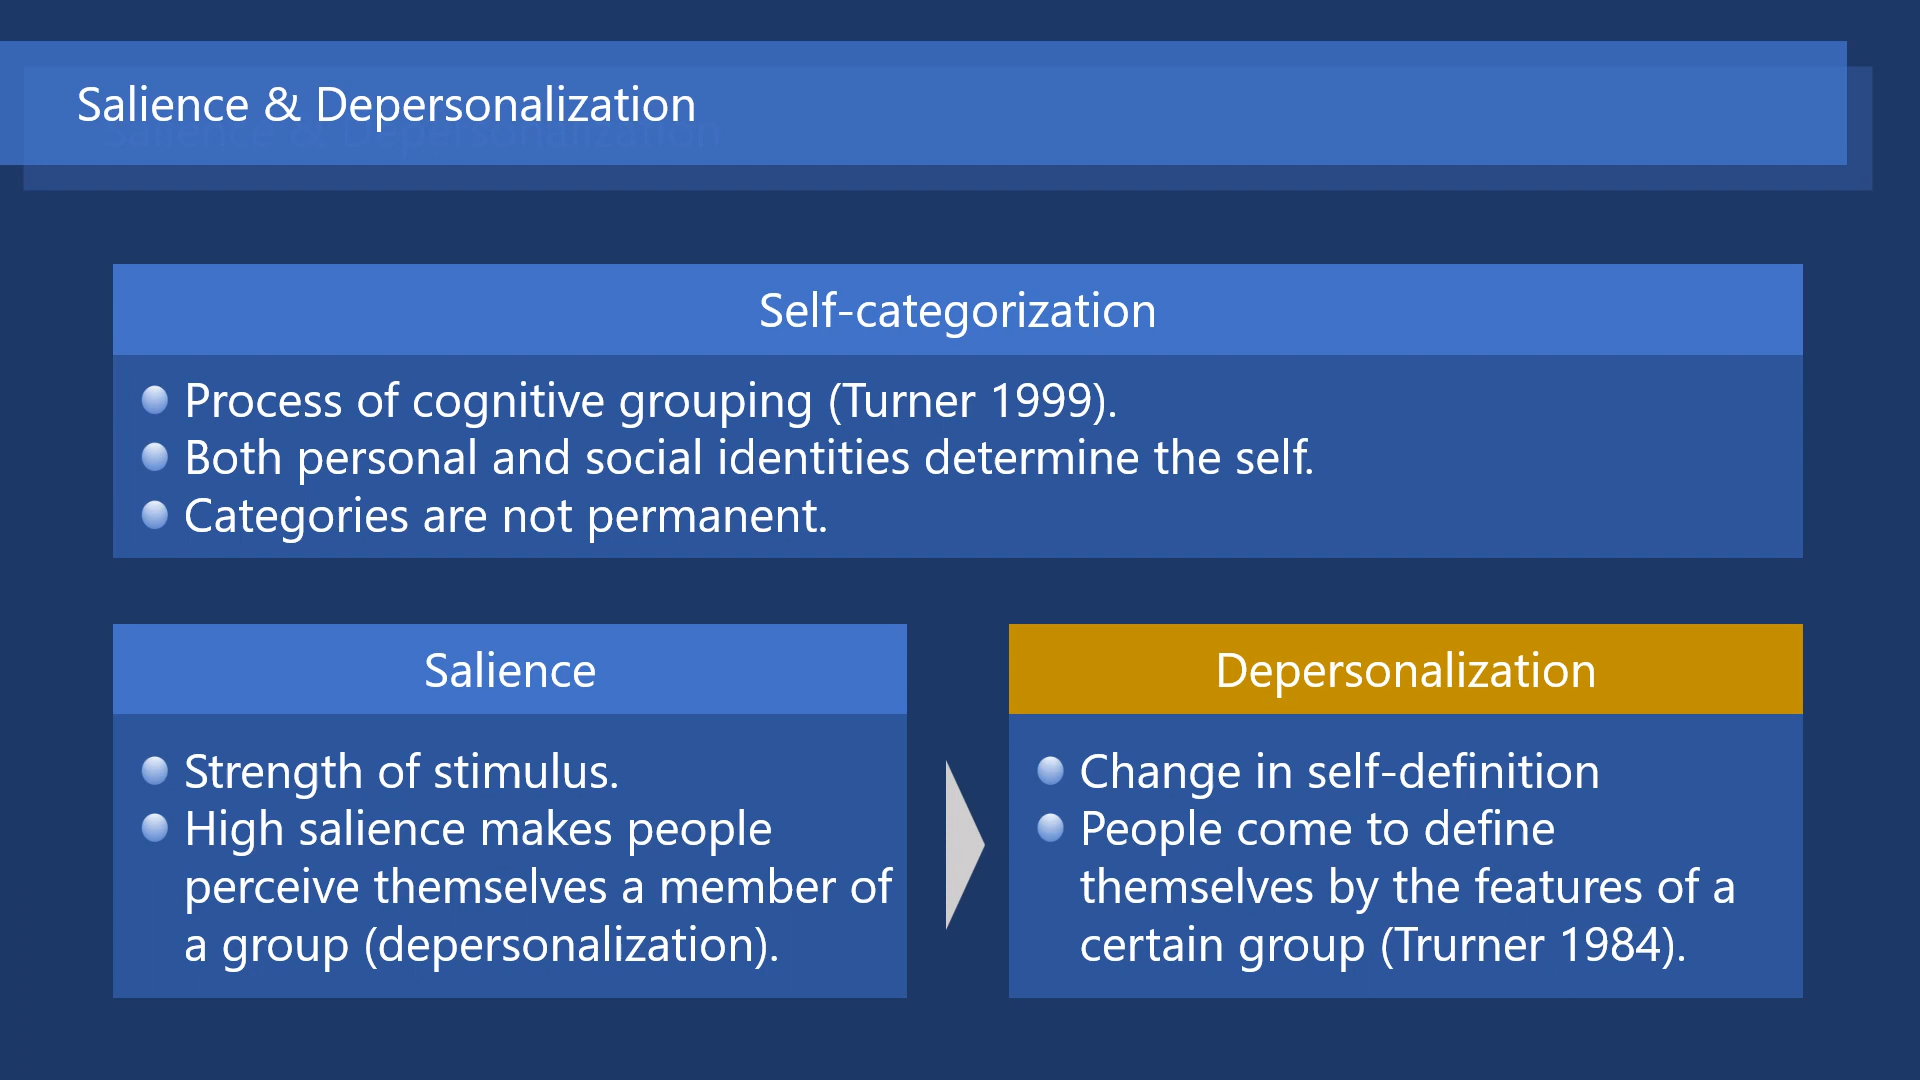 Salience & Depersonalization
Self-categorization
Process of cognitive grouping (Turner 1999).
Both personal and social identities determine the self.
Categories are not permanent.
Salience
Strength of stimulus.
High salience makes people
perceive themselves a member of
a group (depersonalization).
Depersonalization
Change in self-definition
People come to define
themselves by the features of a
certain group (Trurner 1984).